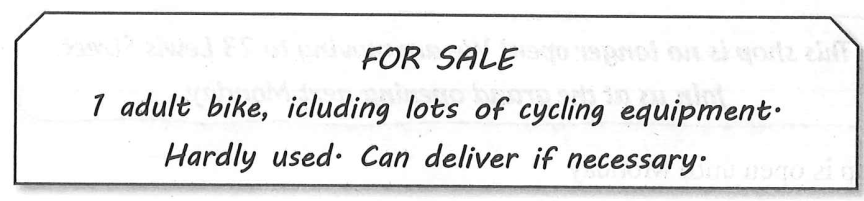 FOR SALE
1 adult bike, icluding lots of cycling equipment.
Hardly used. Can deliver if necessary.